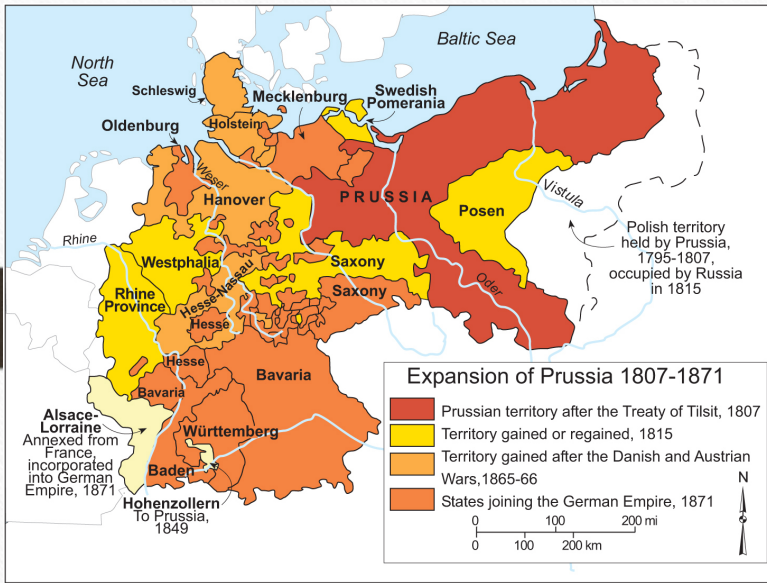 Baltic Sea
North
Sea
Schleswig
Mecklenburg
Swedish
Pomerania
Oldenburg
Holstein
Weser
Hanover
PRUSSIA
Vistula
Posen
Rhine
Polish territory
held by Prussia,
1795-1807,
occupied by Russia
in 1815
Westphalia
Saxony
Hesse-Nassau
Oder
Rhine
Province
Saxony
Hesse
Hesse
Bavaria
Bavaria
Alsace-
Lorraine
Annexed from
France,
incorporated
into German
Empire, 1871
Württemberg
Baden
Hohenzollern
To Prussia,
1849
Expansion of Prussia 1807-1871
Prussian territory after the Treaty of Tilsit, 1807
Territory gained or regained, 1815
Territory gained after the Danish and Austrian
Wars,1865-66
States joining the German Empire, 1871
N
0 100 200 mi
0 100 200 km